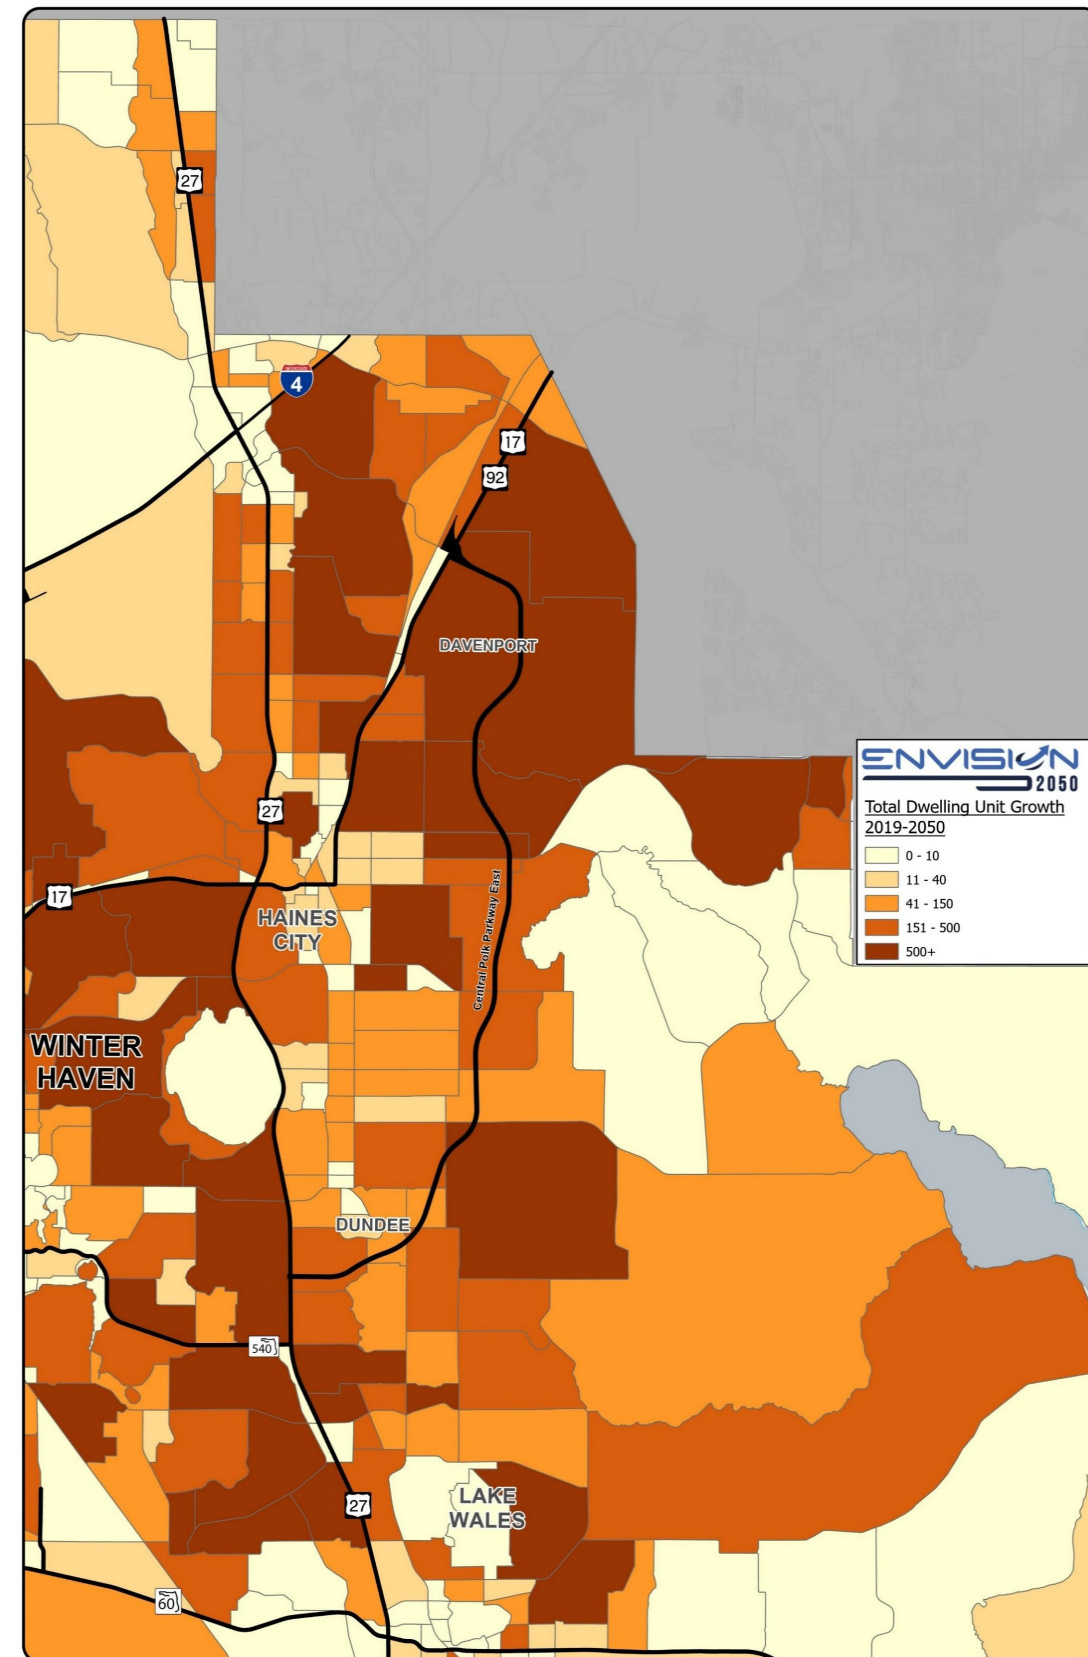 27
INTERSTATE
4
17
92
DAVENPORT
ENVISION
2050
Total Dwelling Unit Growth
2019-2050
0 - 10
11 - 40
41 - 150
151 - 500
500+
27
17
HAINES
CITY
Central Polk Parkway East
WINTER
HAVEN
DUNDEE
540
LAKE
WALES
27
60